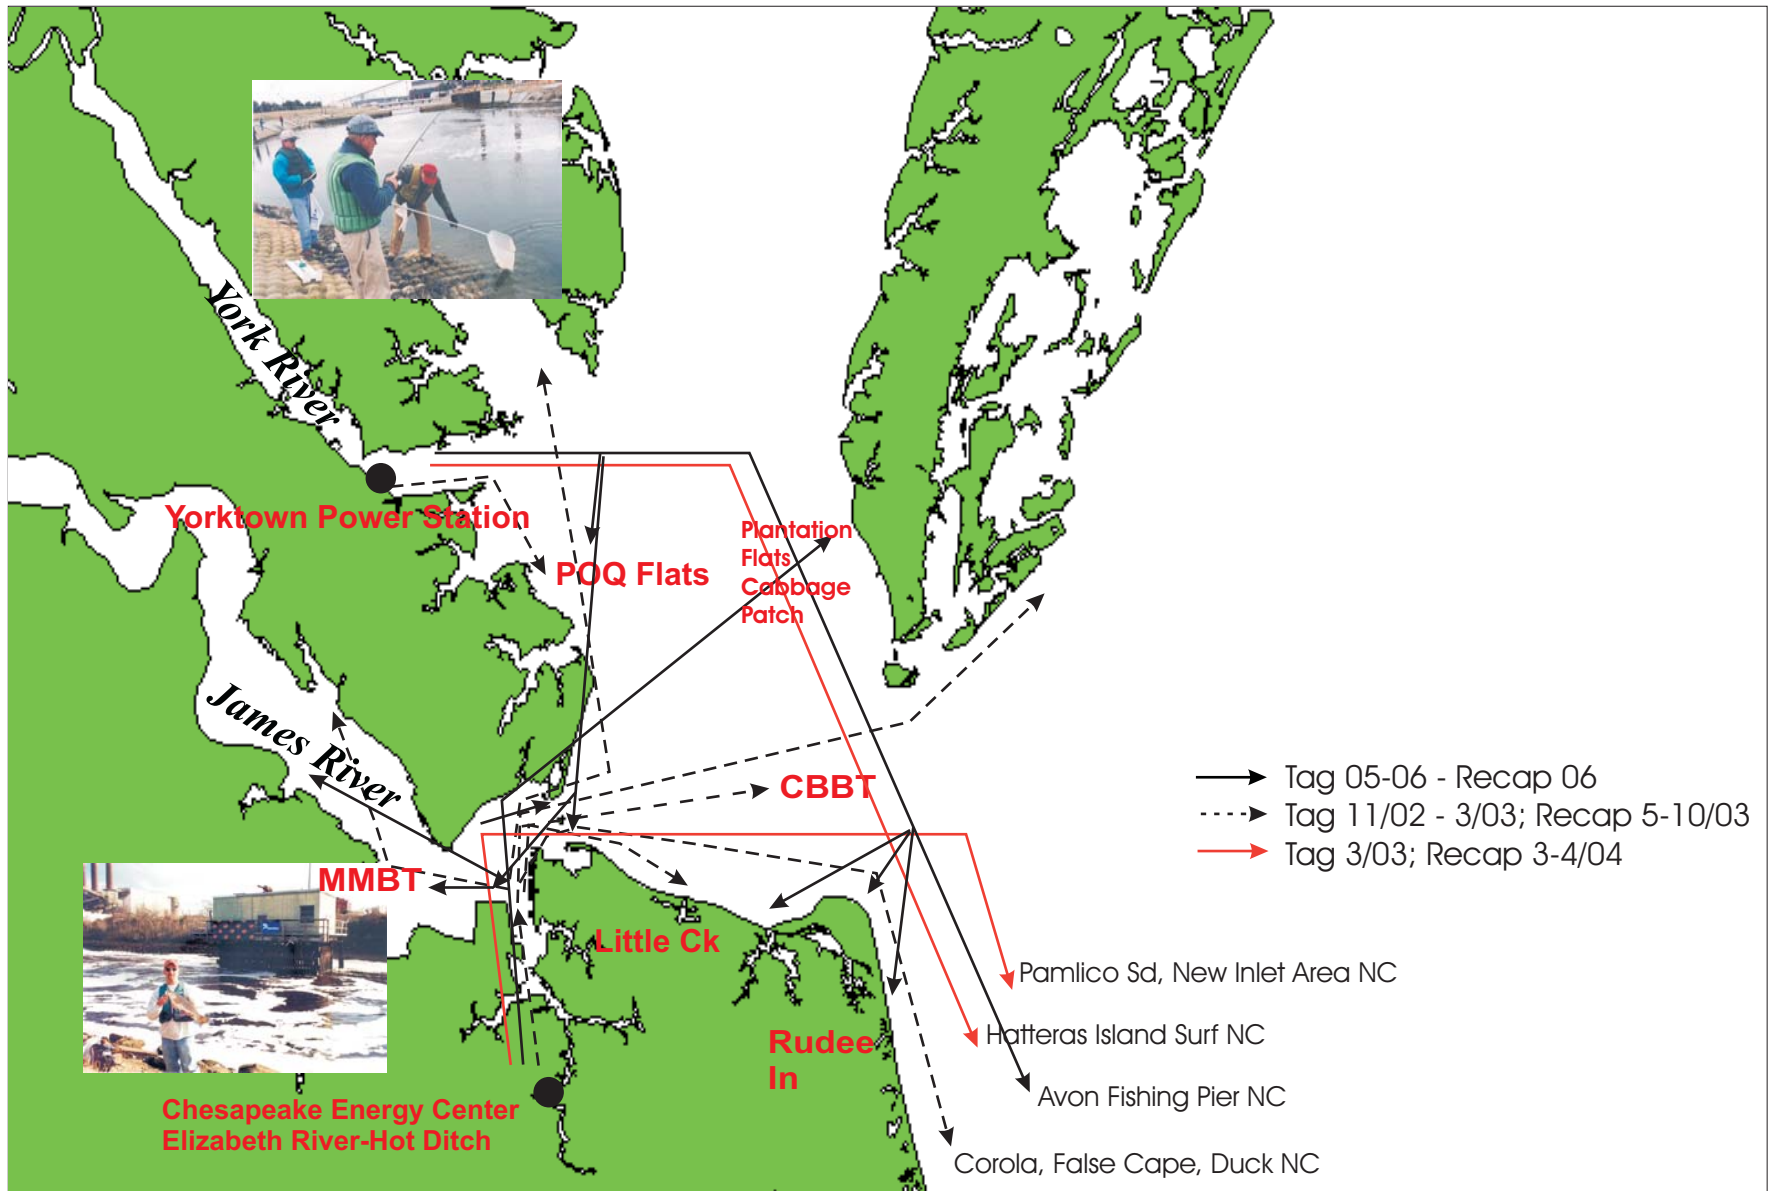 York River
Yorktown Power Station
POQ Flats
Plantation
Flats
Cabbage
Patch
James River
CBBT
MMBT
Little Ck
Rudee
In
Chesapeake Energy Center
Elizabeth River-Hot Ditch
Tag 05-06 - Recap 06
Tag 11/02 - 3/03; Recap 5-10/03
Tag 3/03; Recap 3-4/04
Pamlico Sd, New Inlet Area NC
Hatteras Island Surf NC
Avon Fishing Pier NC
Corola, False Cape, Duck NC